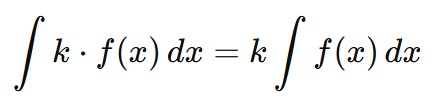 ∫ k · f(x) dx = k ∫ f(x) dx